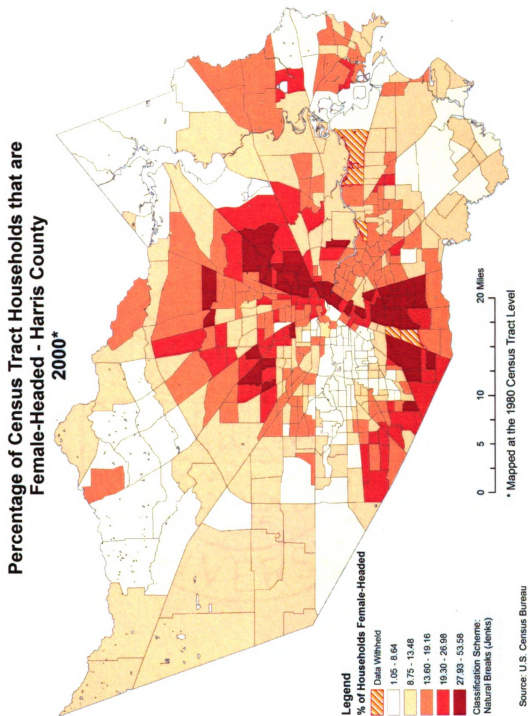 Percentage of Census Tract Households that are
Female-Headed - Harris County
2000*
Legend
% of Households Female-Headed
Data Withheld
1.05 - 8.64
8.75 - 13.48
13.60 - 19.16
19.30 - 26.98
27.93 - 53.56
Classification Scheme:
Natural Breaks (Jenks)
0 5 10 20 Miles
* Mapped at the 1980 Census Tract Level
Source: U.S. Census Bureau